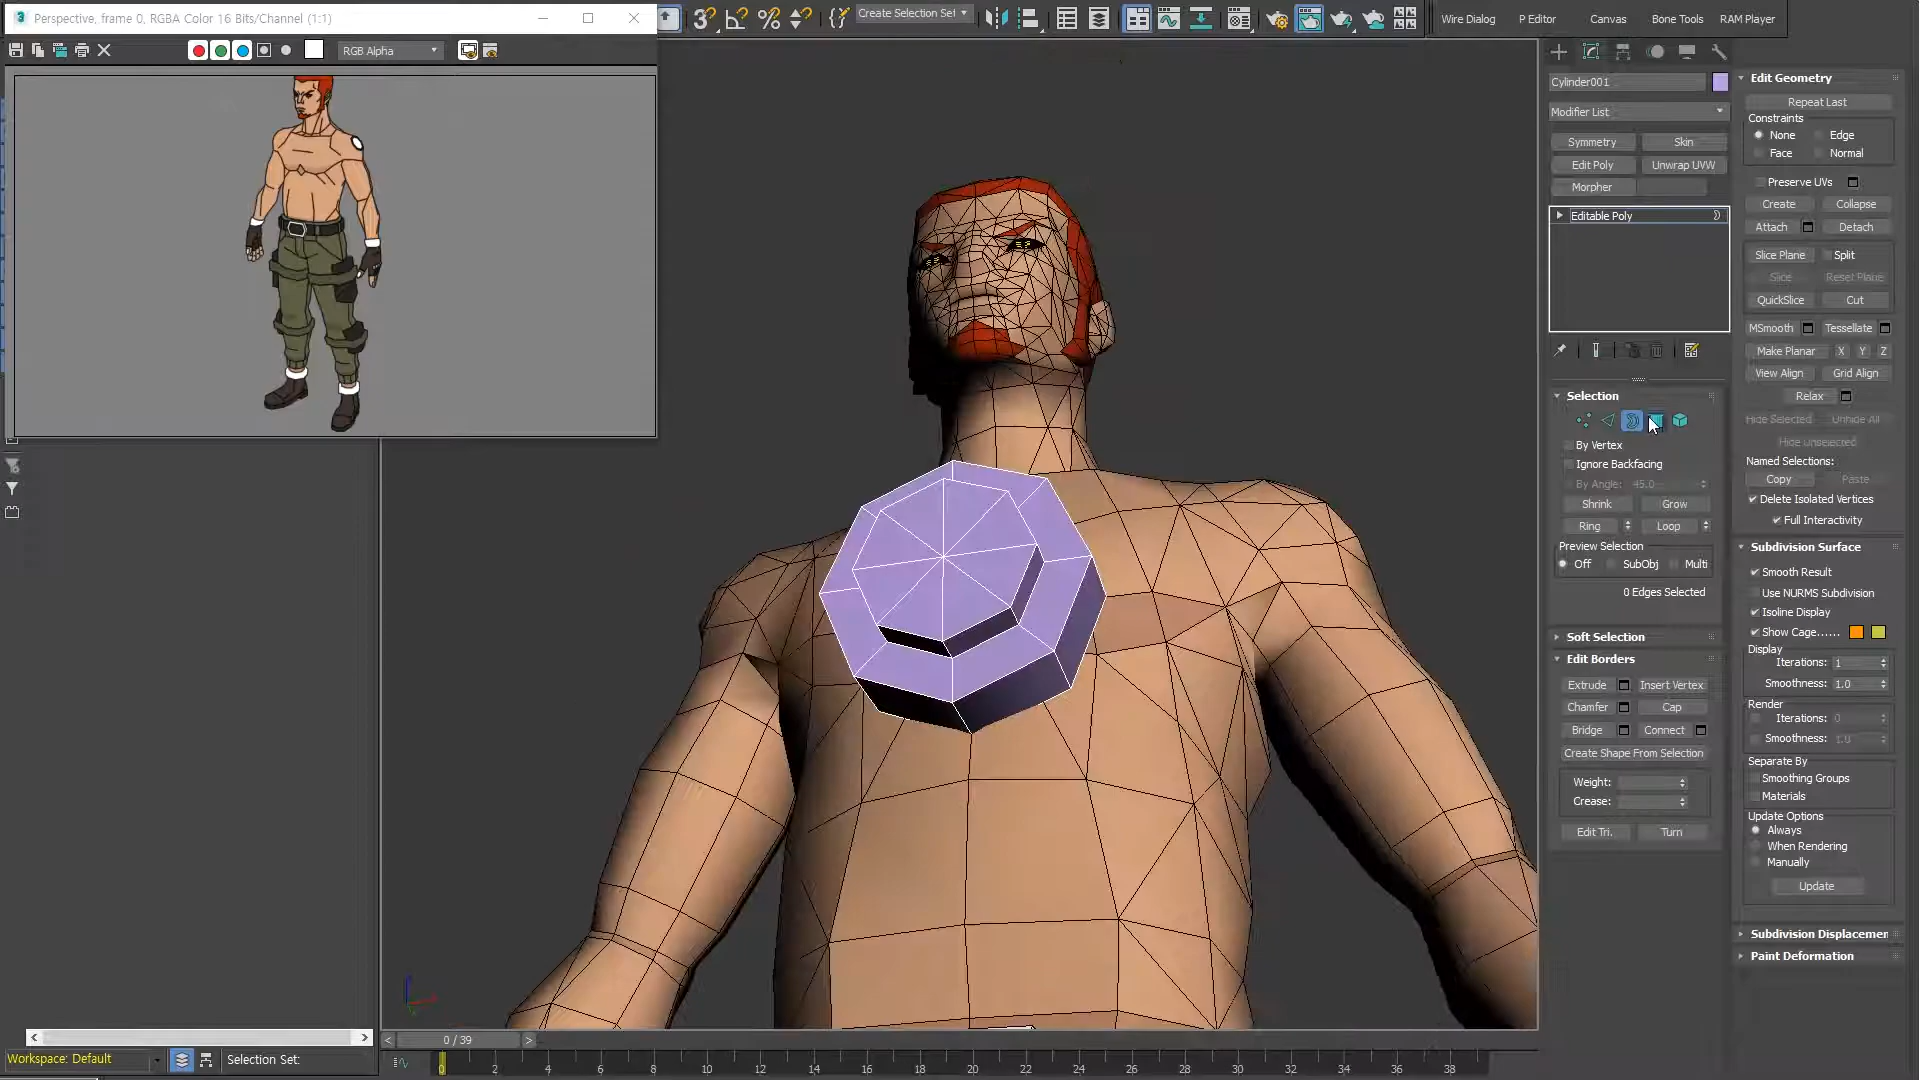 Perspective, frame 0, RGBA Color 16 Bits/Channel (1:1)
Create Selection Set
Wire Dialog
P Editor
Canvas
Bone Tools
RAM Player
RGB Alpha
Cylinder001
Modifier List
Symmetry
Skin
Edit Poly
Unwrap UVW
Morpher
Editable Poly
Selection
By Vertex
Ignore Backfacing
By Angle: 45.0
Shrink
Grow
Ring
Loop
Preview Selection
Off
SubObj
Multi
0 Edges Selected
Soft Selection
Edit Borders
Extrude
Insert Vertex
Chamfer
Cap
Bridge
Connect
Create Shape From Selection
Weight:
Crease:
Edit Tri.
Turn
Edit Geometry
Repeat Last
Constraints
None
Edge
Face
Normal
Preserve UVs
Create
Collapse
Attach
Detach
Slice Plane
Split
Slice
Reset Plane
QuickSlice
Cut
MSmooth
Tessellate
Make Planar
X
Y
Z
View Align
Grid Align
Relax
Hide Selected
Unhide All
Hide Unselected
Named Selections:
Copy
Paste
Delete Isolated Vertices
Full Interactivity
Subdivision Surface
Smooth Result
Use NURMS Subdivision
Isoline Display
Show Cage......
Display
Iterations: 1
Smoothness: 1.0
Render
Iterations: 0
Smoothness: 1.0
Separate By
Smoothing Groups
Materials
Update Options
Always
When Rendering
Manually
Update
Subdivision Displacemen
Paint Deformation
0 / 39
Workspace: Default
Selection Set:
0 2 4 6 8 10 12 14 16 18 20 22 24 26 28 30 32 34 36 38